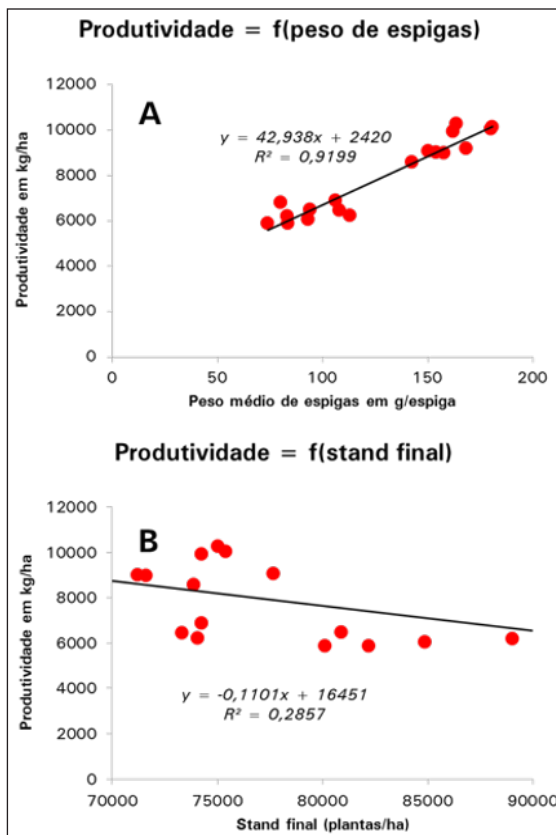 Produtividade = f(peso de espigas)
A
y = 42,938x + 2420
R² = 0,9199
Produtividade em kg/ha
12000
10000
8000
6000
4000
2000
0
0 50 100 150 200
Peso médio de espigas em g/espiga
Produtividade = f(stand final)
B
Produtividade em kg/ha
12000
10000
8000
6000
4000
2000
0
y = -0,1101x + 16451
R² = 0,2857
70000 75000 80000 85000 90000
Stand final (plantas/ha)